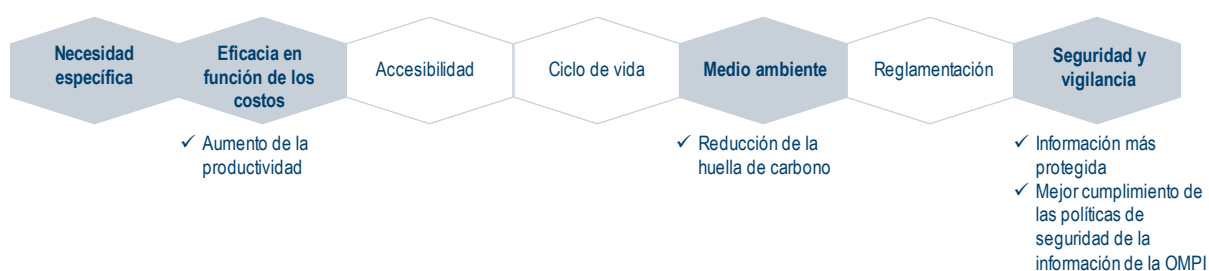 Necesidad
específica
Eficacia en
función de los
costos
Accesibilidad
Ciclo de vida
Medio ambiente
Reglamentación
Seguridad y
vigilancia
✓ Aumento de la
productividad
✓ Reducción de la
huella de carbono
✓ Información más
protegida
✓ Mejor cumplimiento de
las políticas de
seguridad de la
información de la OMPI